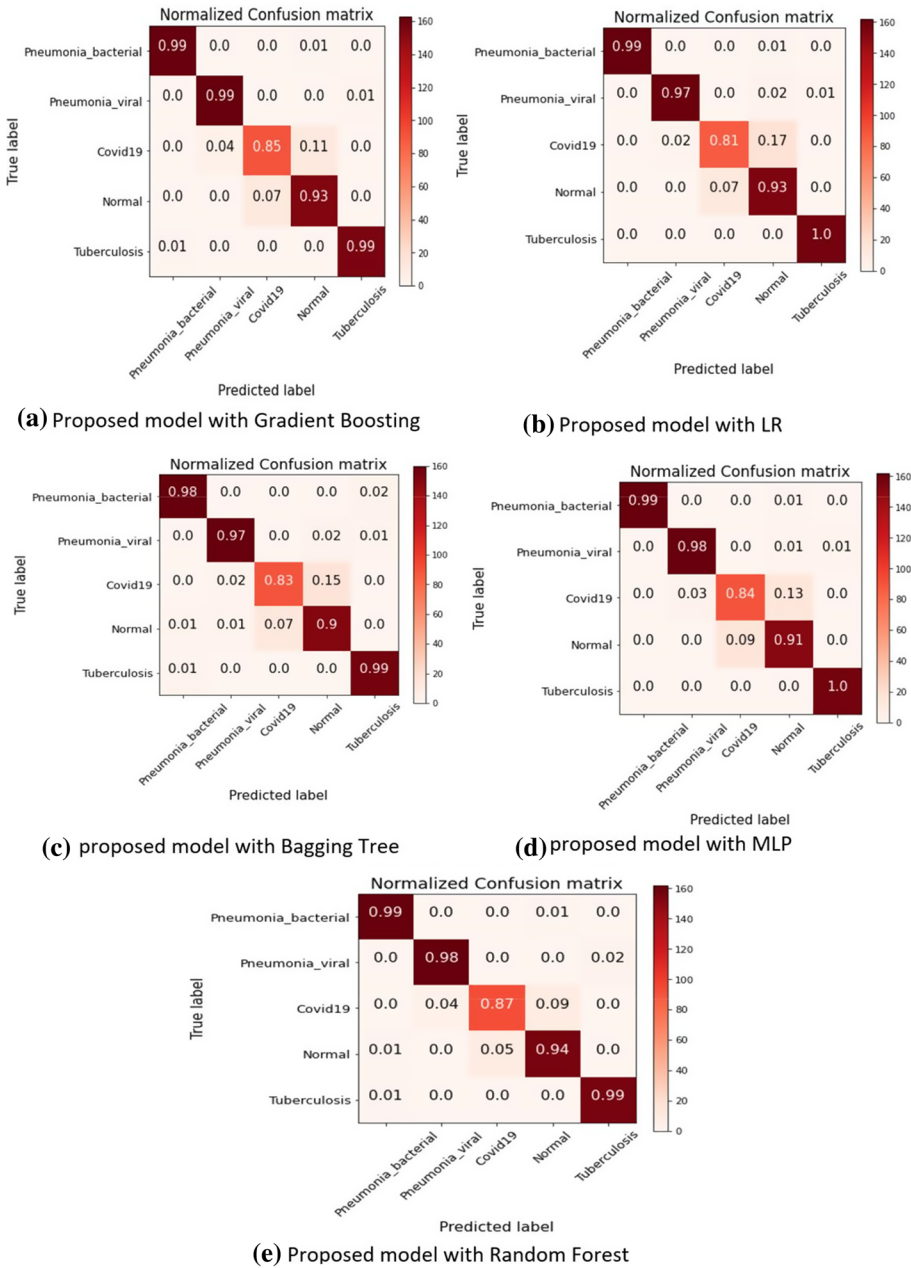 Normalized Confusion matrix
True label
Pneumonia_bacterial 0.99 0.0 0.0 0.01 0.0
Pneumonia_viral 0.0 0.99 0.0 0.0 0.01
Covid19 0.0 0.04 0.85 0.11 0.0
Normal 0.0 0.0 0.07 0.93 0.0
Tuberculosis 0.01 0.0 0.0 0.0 0.99
Pneumonia_bacterial Pneumonia_viral Covid19 Normal Tuberculosis
Predicted label
160
140
120
100
80
60
40
20
0
(a) Proposed model with Gradient Boosting
Normalized Confusion matrix
True label
Pneumonia_bacterial 0.99 0.0 0.0 0.01 0.0
Pneumonia_viral 0.0 0.97 0.0 0.02 0.01
Covid19 0.0 0.02 0.81 0.17 0.0
Normal 0.0 0.0 0.07 0.93 0.0
Tuberculosis 0.0 0.0 0.0 0.0 1.0
Pneumonia_bacterial Pneumonia_viral Covid19 Normal Tuberculosis
Predicted label
160
140
120
100
80
60
40
20
0
(b) Proposed model with LR
Normalized Confusion matrix
True label
Pneumonia_bacterial 0.98 0.0 0.0 0.0 0.02
Pneumonia_viral 0.0 0.97 0.0 0.02 0.01
Covid19 0.0 0.02 0.83 0.15 0.0
Normal 0.01 0.01 0.07 0.9 0.0
Tuberculosis 0.01 0.0 0.0 0.0 0.99
Pneumonia_bacterial Pneumonia_viral Covid19 Normal Tuberculosis
Predicted label
160
140
120
100
80
60
40
20
0
(c) proposed model with Bagging Tree
Normalized Confusion matrix
True label
Pneumonia_bacterial 0.99 0.0 0.0 0.01 0.0
Pneumonia_viral 0.0 0.98 0.0 0.01 0.01
Covid19 0.0 0.03 0.84 0.13 0.0
Normal 0.0 0.0 0.09 0.91 0.0
Tuberculosis 0.0 0.0 0.0 0.0 1.0
Pneumonia_bacterial Pneumonia_viral Covid19 Normal Tuberculosis
Predicted label
160
140
120
100
80
60
40
20
0
(d) proposed model with MLP
Normalized Confusion matrix
True label
Pneumonia_bacterial 0.99 0.0 0.0 0.01 0.0
Pneumonia_viral 0.0 0.98 0.0 0.0 0.02
Covid19 0.0 0.04 0.87 0.09 0.0
Normal 0.01 0.0 0.05 0.94 0.0
Tuberculosis 0.01 0.0 0.0 0.0 0.99
Pneumonia_bacterial Pneumonia_viral Covid19 Normal Tuberculosis
Predicted label
160
140
120
100
80
60
40
20
0
(e) Proposed model with Random Forest